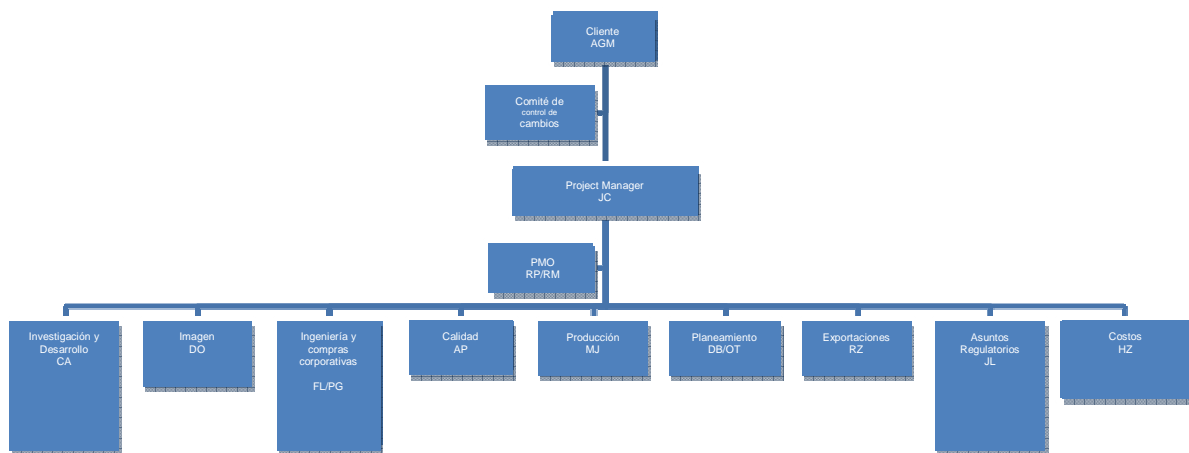 Cliente
AGM
Comité de
control de
cambios
Project Manager
JC
PMO
RP/RM
Investigación y
Desarrollo
CA
Imagen
DO
Ingeniería y
compras
corporativas
FL/PG
Calidad
AP
Producción
MJ
Planeamiento
DB/OT
Exportaciones
RZ
Asuntos
Regulatorios
JL
Costos
HZ